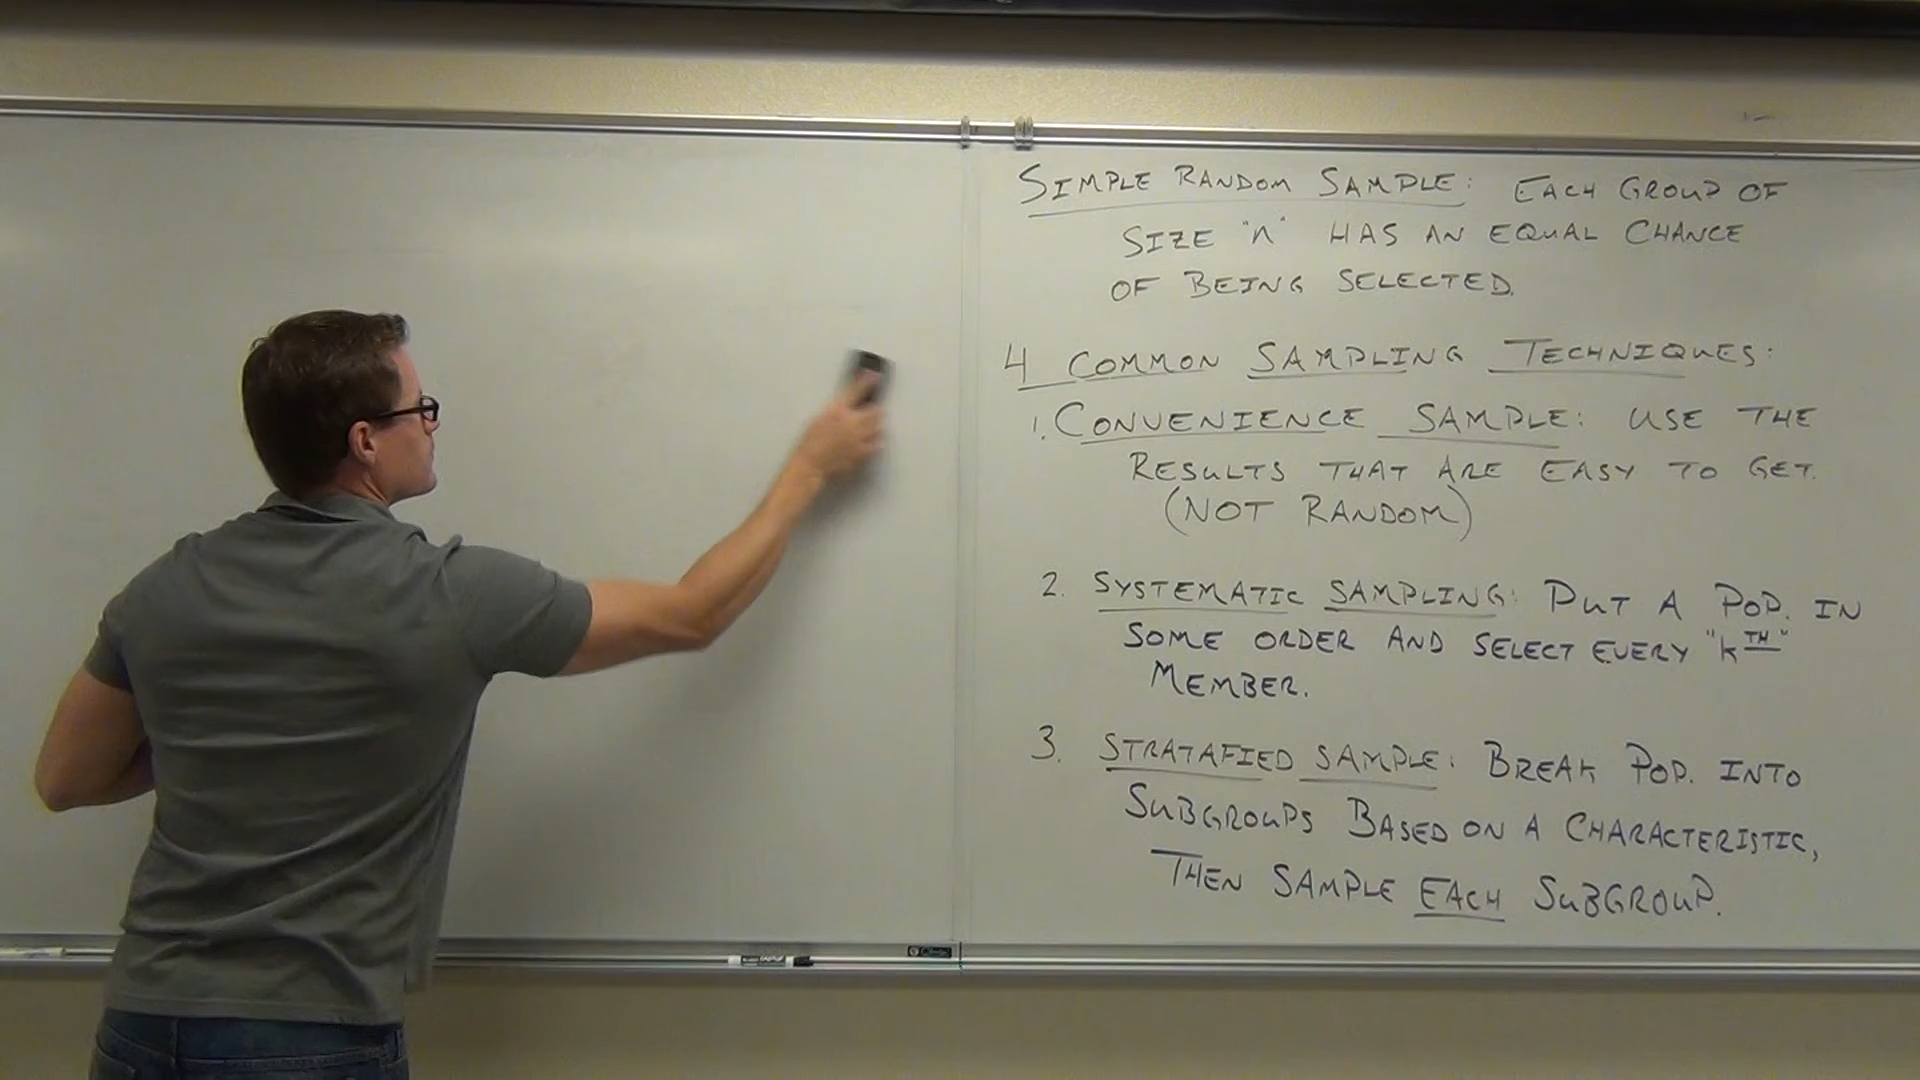 SIMPLE RANDOM SAMPLE: EACH GROUP OF
SIZE "n" HAS AN EQUAL CHANCE
OF BEING SELECTED.
4 COMMON SAMPLING TECHNIQUES:
1. CONVENIENCE SAMPLE: USE THE
RESULTS THAT ARE EASY TO GET.
(NOT RANDOM)
2. SYSTEMATIC SAMPLING: PUT A POP. IN
SOME ORDER AND SELECT EVERY "kTH"
MEMBER.
3. STRATAFIED SAMPLE: BREAK POP. INTO
SUBGROUPS BASED ON A CHARACTERISTIC,
THEN SAMPLE EACH SUBGROUP.